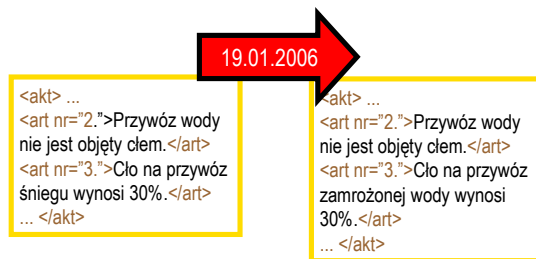 19.01.2006
<akt> ...
<art nr=”2.”>Przywóz wody
nie jest objęty cłem.</art>
<art nr=”3.”>Cło na przywóz
śniegu wynosi 30%.</art>
... </akt>
<akt> ...
<art nr=”2.”>Przywóz wody
nie jest objęty cłem.</art>
<art nr=”3.”>Cło na przywóz
zamrożonej wody wynosi
30%.</art>
... </akt>